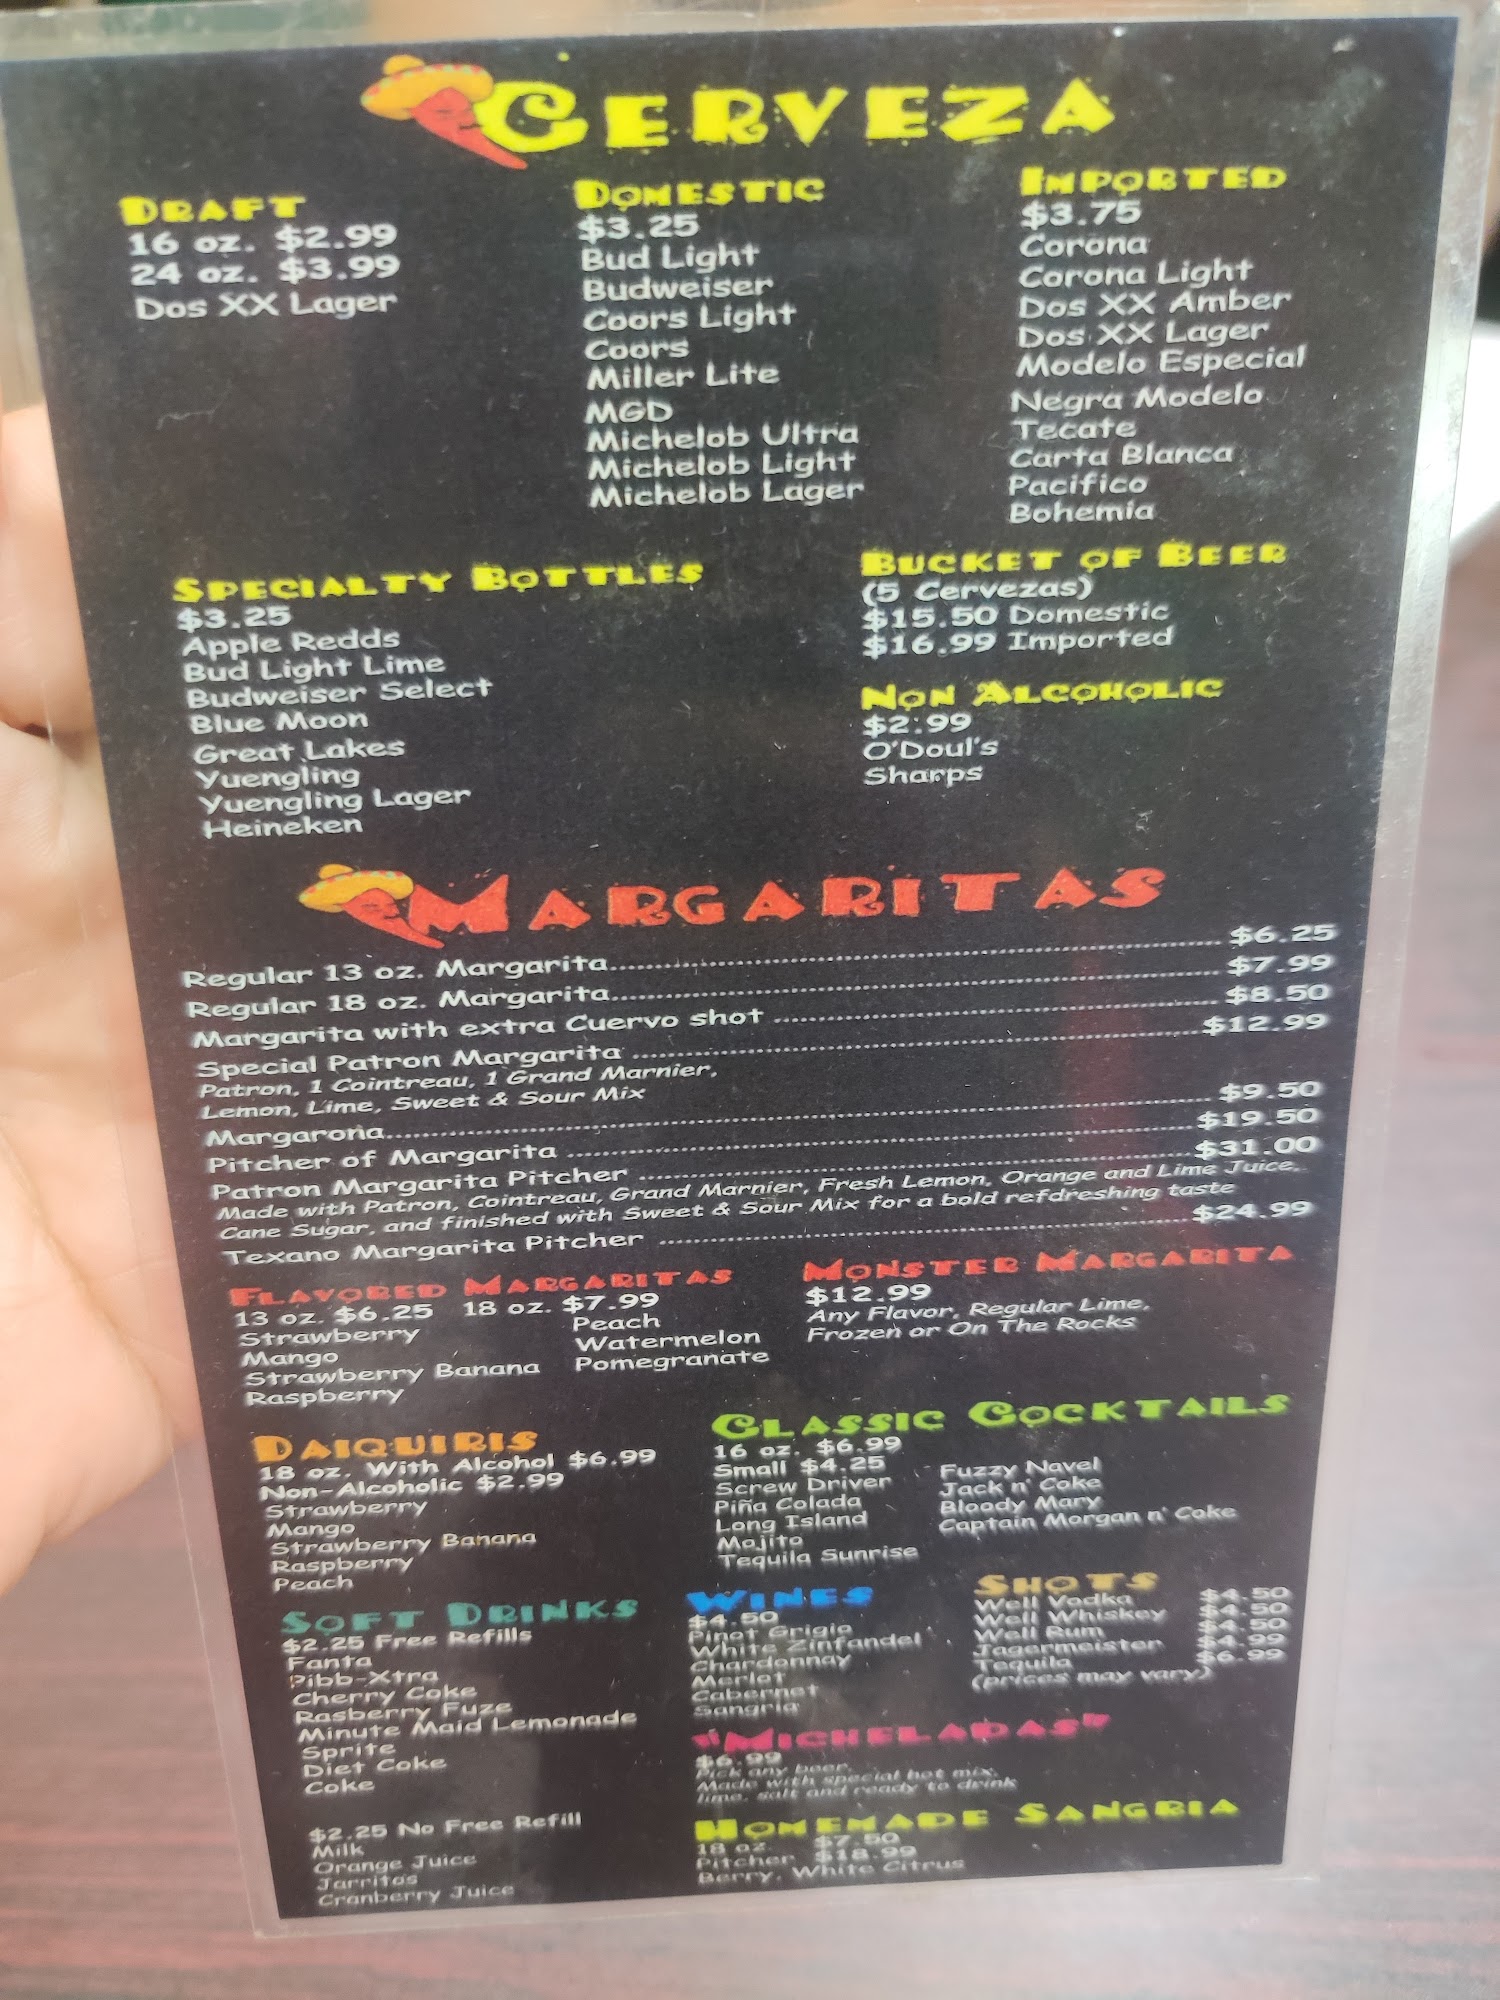 CERVEZA
DRAFT
16 oz. $2.99
24 oz. $3.99
Dos XX Lager
DOMESTIC
$3.25
Bud Light
Budweiser
Coors Light
Coors
Miller Lite
MGD
Michelob Ultra
Michelob Light
Michelob Lager
IMPORTED
$3.75
Corona
Corona Light
Dos XX Amber
Dos XX Lager
Modelo Especial
Negra Modelo
Tecate
Carta Blanca
Pacifico
Bohemia
SPECIALTY BOTTLES
$3.25
Apple Redds
Bud Light Lime
Budweiser Select
Blue Moon
Great Lakes
Yuengling
Yuengling Lager
Heineken
BUCKET OF BEER
(5 Cervezas)
$15.50 Domestic
$16.99 Imported
NON ALCOHOLIC
$2.99
O'Doul's
Sharps
MARGARITAS
Regular 13 oz. Margarita $6.25
Regular 18 oz. Margarita $7.99
Margarita with extra Cuervo shot $8.50
Special Patron Margarita $12.99
Patron, 1 Cointreau, 1 Grand Marnier,
Lemon, Lime, Sweet & Sour Mix
Margarona $9.50
Pitcher of Margarita $19.50
Patron Margarita Pitcher $31.00
Made with Patron, Cointreau, Grand Marnier, Fresh Lemon, Orange and Lime Juice,
Cane Sugar, and finished with Sweet & Sour Mix for a bold refdreshing taste
Texano Margarita Pitcher $24.99
FLAVORED MARGARITAS
13 oz. $6.25 18 oz. $7.99
Strawberry
Mango
Strawberry Banana
Raspberry
Peach
Watermelon
Pomegranate
MONSTER MARGARITA
$12.99
Any Flavor, Regular Lime,
Frozen or On The Rocks
DAIQUIRIS
18 oz. With Alcohol $6.99
Non-Alcoholic $2.99
Strawberry
Mango
Strawberry Banana
Raspberry
Peach
CLASSIC COCKTAILS
16 oz. $6.99
Small $4.25
Screw Driver
Piña Colada
Long Island
Mojito
Tequila Sunrise
Fuzzy Navel
Jack n' Coke
Bloody Mary
Captain Morgan n' Coke
SOFT DRINKS
$2.25 Free Refills
Fanta
Pibb-Xtra
Cherry Coke
Rasberry Fuze
Minute Maid Lemonade
Sprite
Diet Coke
Coke
$2.25 No Free Refill
Milk
Orange Juice
Jarritos
Cranberry Juice
WINES
$4.50
Pinot Grigio
White Zinfandel
Chardonnay
Merlot
Cabernet
Sangria
SHOTS
Well Vodka $4.50
Well Whiskey $4.50
Well Rum $4.50
Jagermeister $4.99
Tequila $6.99
(prices may vary)
"MICHELADAS"
$6.99
Pick any beer.
Made with special hot mix,
lime, salt and ready to drink
HOMEMADE SANGRIA
18 oz. $7.50
Pitcher $18.99
Berry, White Citrus